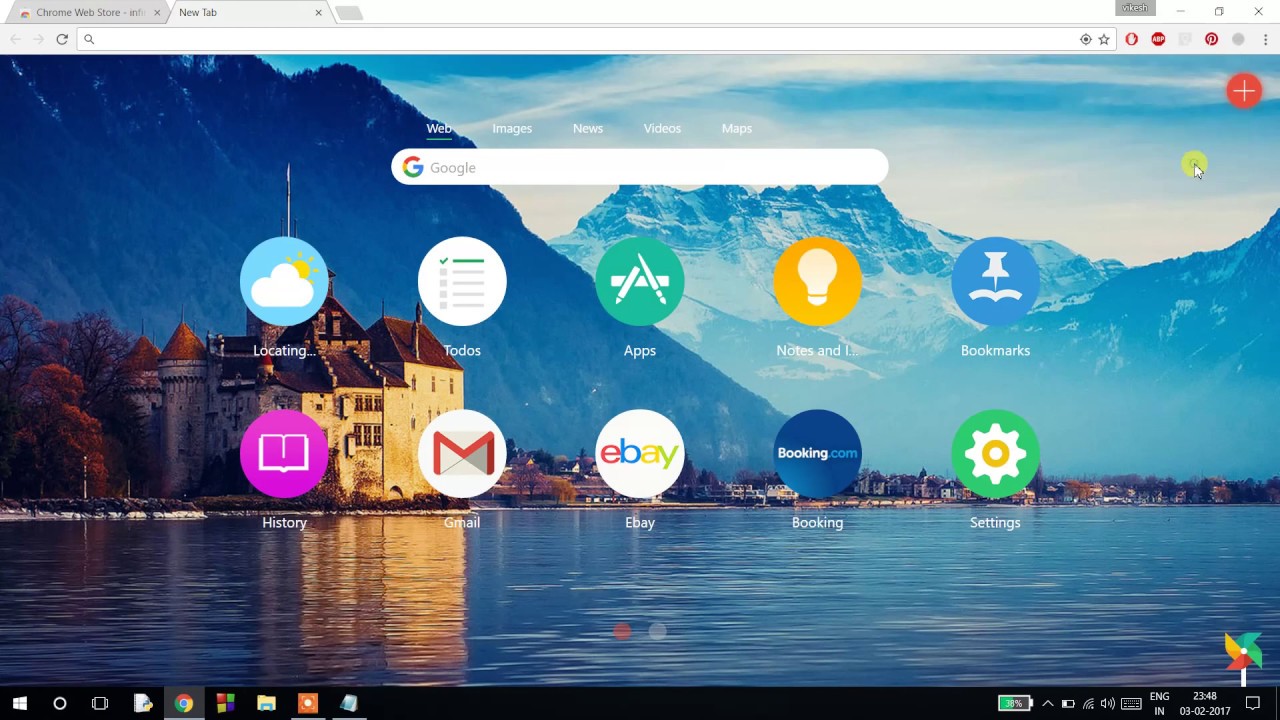 Chrome Web Store - infi
New Tab
vikesh
ABP
Web Images News Videos Maps
Google
Locating...
Todos
Apps
Notes and I...
Bookmarks
ebay
Booking.com
History
Gmail
Ebay
Booking
Settings
38%
ENG
IN
23:48
03-02-2017